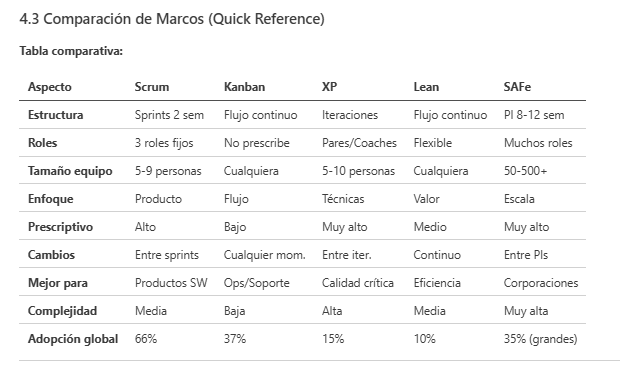 4.3 Comparación de Marcos (Quick Reference)
Tabla comparativa:
Aspecto Scrum Kanban XP Lean SAFe
Estructura Sprints 2 sem Flujo continuo Iteraciones Flujo continuo PI 8-12 sem
Roles 3 roles fijos No prescribe Pares/Coaches Flexible Muchos roles
Tamaño equipo 5-9 personas Cualquiera 5-10 personas Cualquiera 50-500+
Enfoque Producto Flujo Técnicas Valor Escala
Prescriptivo Alto Bajo Muy alto Medio Muy alto
Cambios Entre sprints Cualquier mom. Entre iter. Continuo Entre PIs
Mejor para Productos SW Ops/Soporte Calidad crítica Eficiencia Corporaciones
Complejidad Media Baja Alta Media Muy alta
Adopción global 66% 37% 15% 10% 35% (grandes)